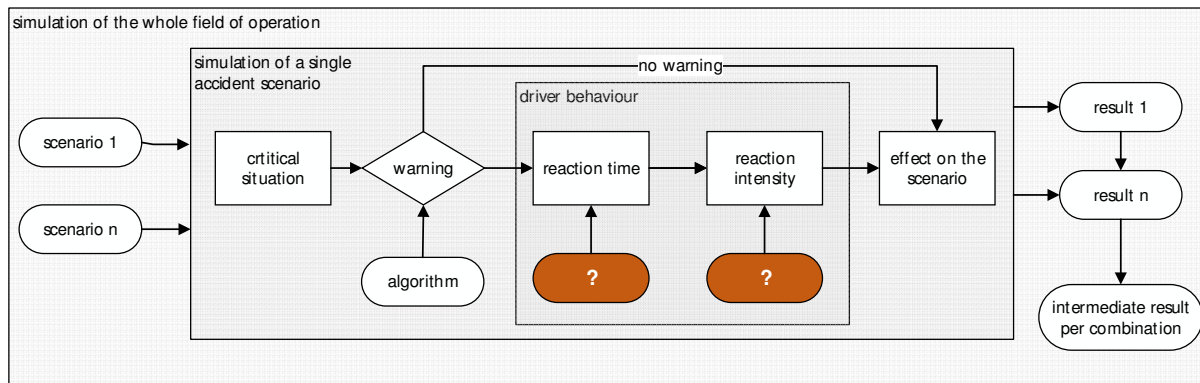 simulation of the whole field of operation
simulation of a single
accident scenario
no warning
driver behaviour
scenario 1
scenario n
crtitical
situation
warning
algorithm
reaction time
reaction
intensity
?
?
effect on the
scenario
result 1
result n
intermediate result
per combination